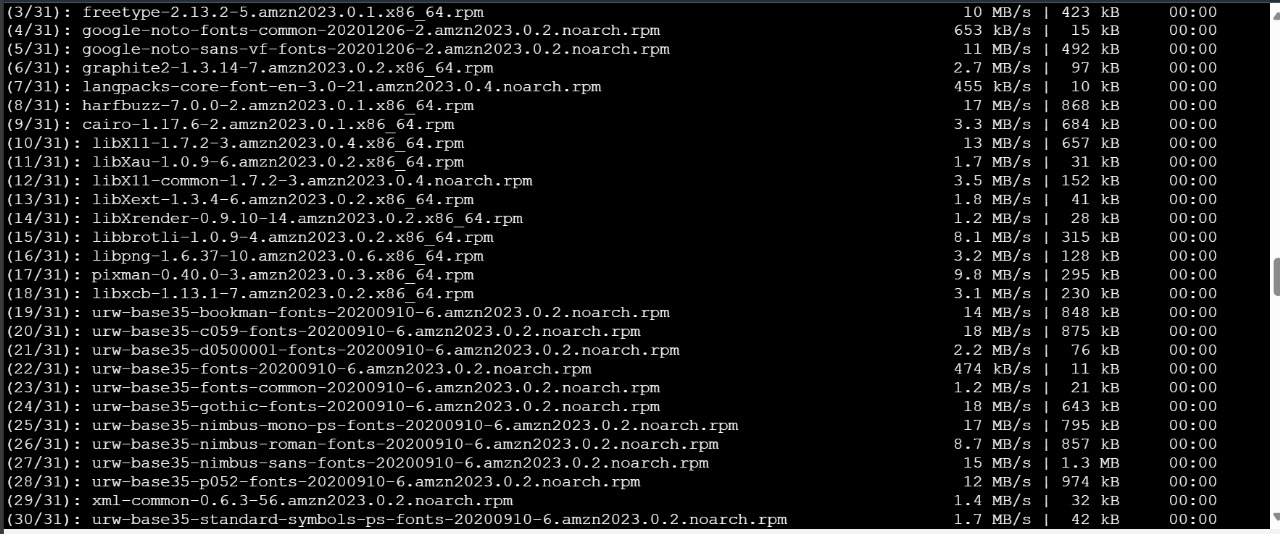 (3/31): freetype-2.13.2-5.amzn2023.0.1.x86_64.rpm 10 MB/s | 423 kB 00:00
(4/31): google-noto-fonts-common-20201206-2.amzn2023.0.2.noarch.rpm 653 kB/s | 15 kB 00:00
(5/31): google-noto-sans-vf-fonts-20201206-2.amzn2023.0.2.noarch.rpm 11 MB/s | 492 kB 00:00
(6/31): graphite2-1.3.14-7.amzn2023.0.2.x86_64.rpm 2.7 MB/s | 97 kB 00:00
(7/31): langpacks-core-font-en-3.0-21.amzn2023.0.4.noarch.rpm 455 kB/s | 10 kB 00:00
(8/31): harfbuzz-7.0.0-2.amzn2023.0.1.x86_64.rpm 17 MB/s | 868 kB 00:00
(9/31): cairo-1.17.6-2.amzn2023.0.1.x86_64.rpm 3.3 MB/s | 684 kB 00:00
(10/31): libX11-1.7.2-3.amzn2023.0.4.x86_64.rpm 13 MB/s | 657 kB 00:00
(11/31): libXau-1.0.9-6.amzn2023.0.2.x86_64.rpm 1.7 MB/s | 31 kB 00:00
(12/31): libX11-common-1.7.2-3.amzn2023.0.4.noarch.rpm 3.5 MB/s | 152 kB 00:00
(13/31): libXext-1.3.4-6.amzn2023.0.2.x86_64.rpm 1.8 MB/s | 41 kB 00:00
(14/31): libXrender-0.9.10-14.amzn2023.0.2.x86_64.rpm 1.2 MB/s | 28 kB 00:00
(15/31): libbrotli-1.0.9-4.amzn2023.0.2.x86_64.rpm 8.1 MB/s | 315 kB 00:00
(16/31): libpng-1.6.37-10.amzn2023.0.6.x86_64.rpm 3.2 MB/s | 128 kB 00:00
(17/31): pixman-0.40.0-3.amzn2023.0.3.x86_64.rpm 9.8 MB/s | 295 kB 00:00
(18/31): libxcb-1.13.1-7.amzn2023.0.2.x86_64.rpm 3.1 MB/s | 230 kB 00:00
(19/31): urw-base35-bookman-fonts-20200910-6.amzn2023.0.2.noarch.rpm 14 MB/s | 848 kB 00:00
(20/31): urw-base35-c059-fonts-20200910-6.amzn2023.0.2.noarch.rpm 18 MB/s | 875 kB 00:00
(21/31): urw-base35-d050000l-fonts-20200910-6.amzn2023.0.2.noarch.rpm 2.2 MB/s | 76 kB 00:00
(22/31): urw-base35-fonts-20200910-6.amzn2023.0.2.noarch.rpm 474 kB/s | 11 kB 00:00
(23/31): urw-base35-fonts-common-20200910-6.amzn2023.0.2.noarch.rpm 1.2 MB/s | 21 kB 00:00
(24/31): urw-base35-gothic-fonts-20200910-6.amzn2023.0.2.noarch.rpm 18 MB/s | 643 kB 00:00
(25/31): urw-base35-nimbus-mono-ps-fonts-20200910-6.amzn2023.0.2.noarch.rpm 17 MB/s | 795 kB 00:00
(26/31): urw-base35-nimbus-roman-fonts-20200910-6.amzn2023.0.2.noarch.rpm 8.7 MB/s | 857 kB 00:00
(27/31): urw-base35-nimbus-sans-fonts-20200910-6.amzn2023.0.2.noarch.rpm 15 MB/s | 1.3 MB 00:00
(28/31): urw-base35-p052-fonts-20200910-6.amzn2023.0.2.noarch.rpm 12 MB/s | 974 kB 00:00
(29/31): xml-common-0.6.3-56.amzn2023.0.2.noarch.rpm 1.4 MB/s | 32 kB 00:00
(30/31): urw-base35-standard-symbols-ps-fonts-20200910-6.amzn2023.0.2.noarch.rpm 1.7 MB/s | 42 kB 00:00